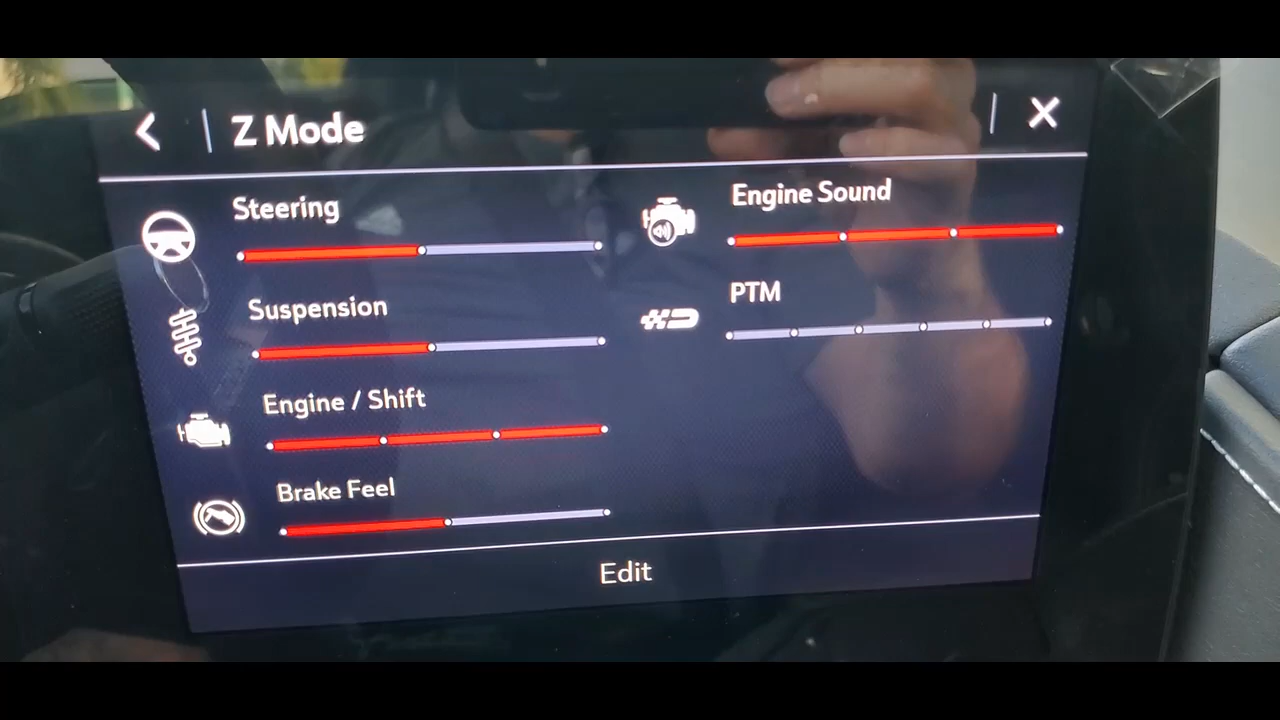 Z Mode
Steering
Suspension
Engine / Shift
Brake Feel
Engine Sound
PTM
Edit